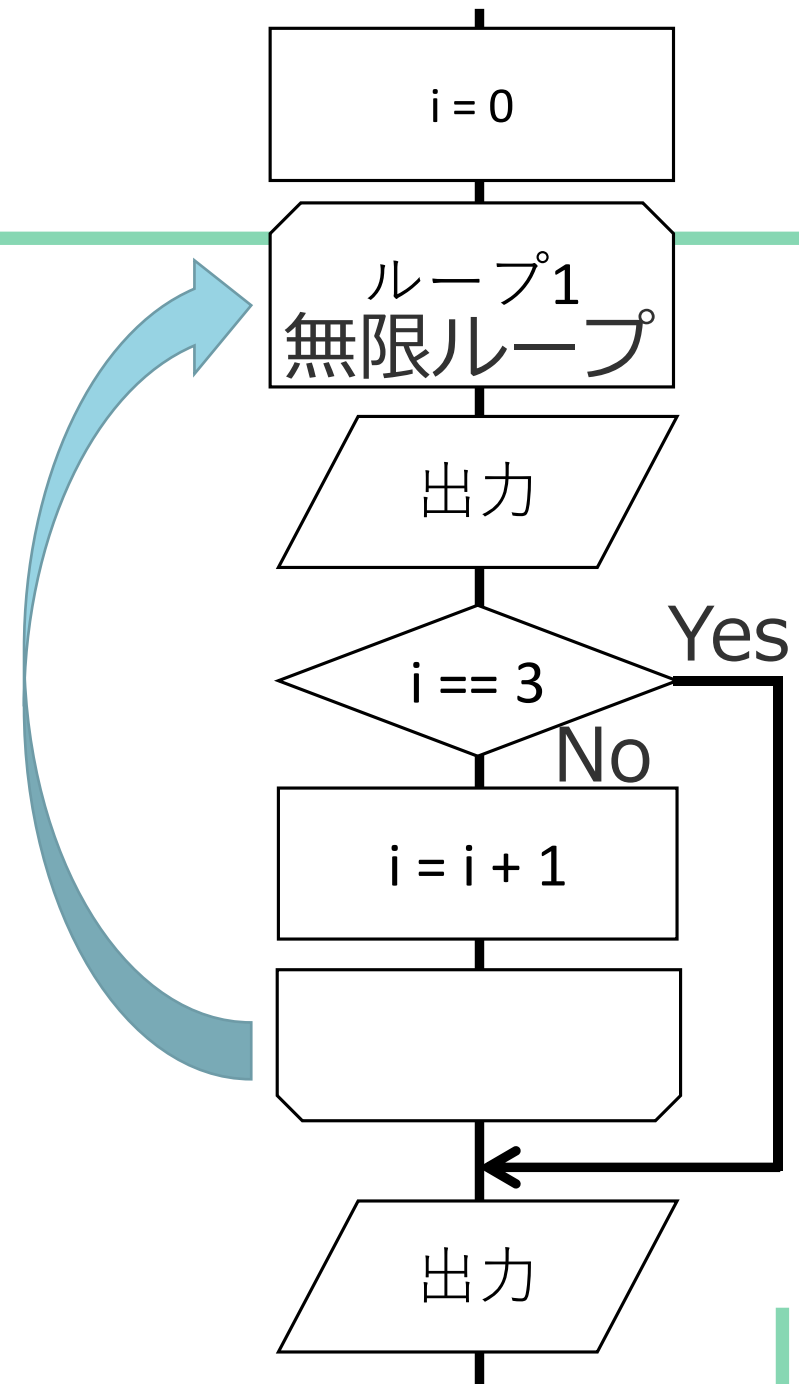 i = 0
ループ1
無限ループ
出力
i == 3
Yes
No
i = i + 1
出力